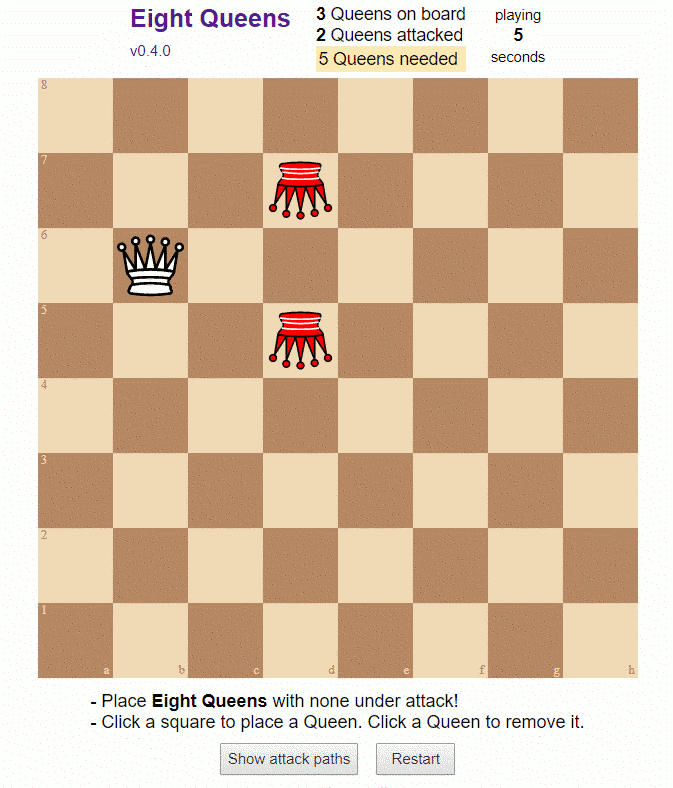 Eight Queens
v0.4.0
3 Queens on board
2 Queens attacked
5 Queens needed
playing
5
seconds
8
7
6
5
4
3
2
1
a b c d e f g h
- Place Eight Queens with none under attack!
- Click a square to place a Queen. Click a Queen to remove it.
Show attack paths
Restart